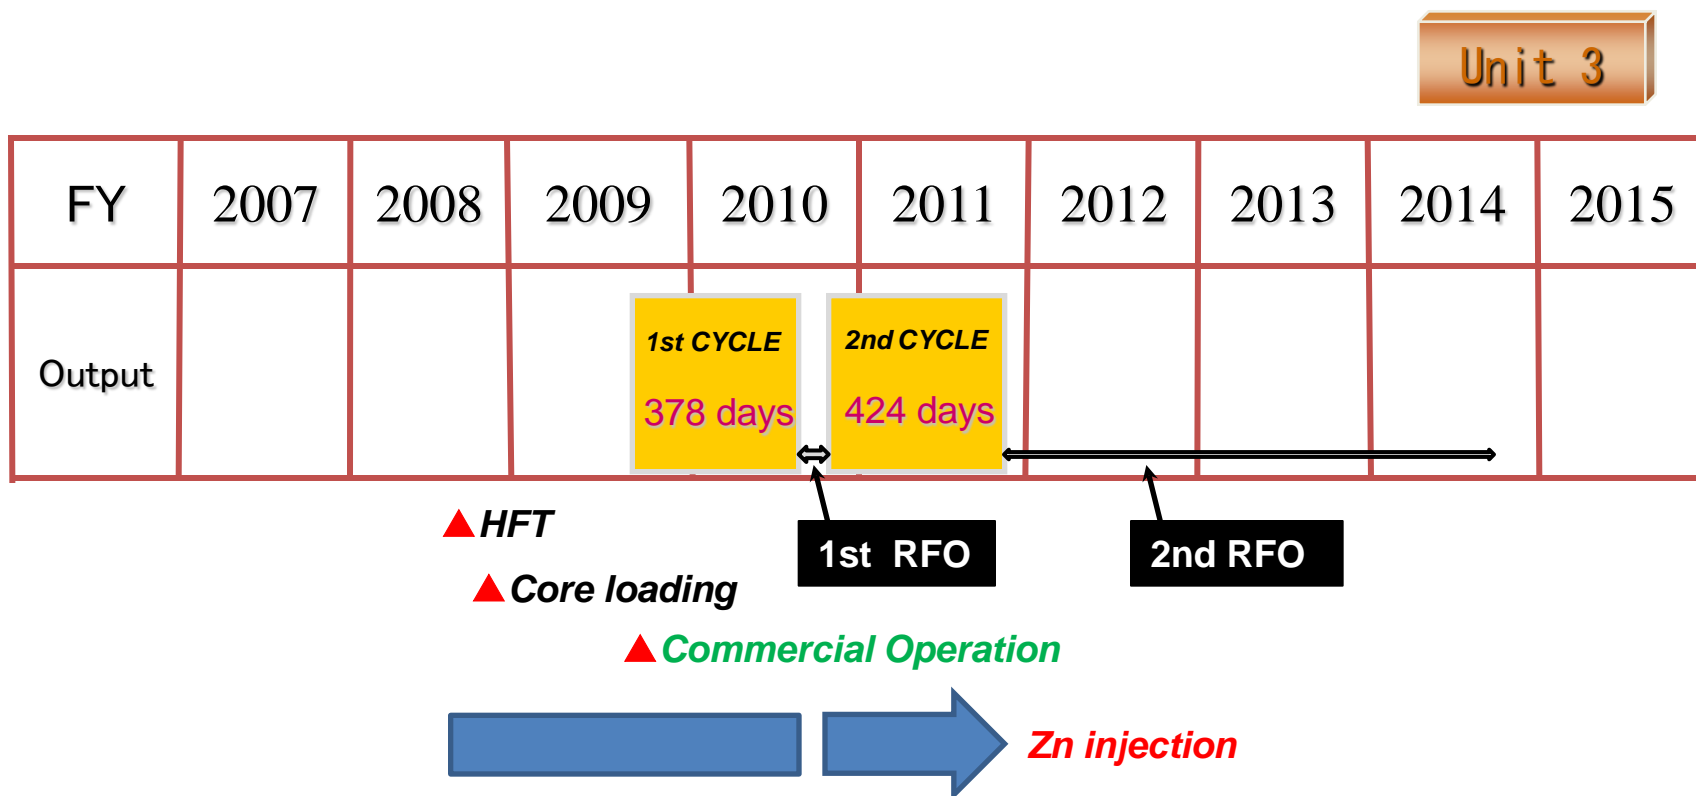 Unit 3
FY 2007 2008 2009 2010 2011 2012 2013 2014 2015
Output
1st CYCLE
378 days
2nd CYCLE
424 days
HFT
1st RFO
2nd RFO
Core loading
Commercial Operation
Zn injection